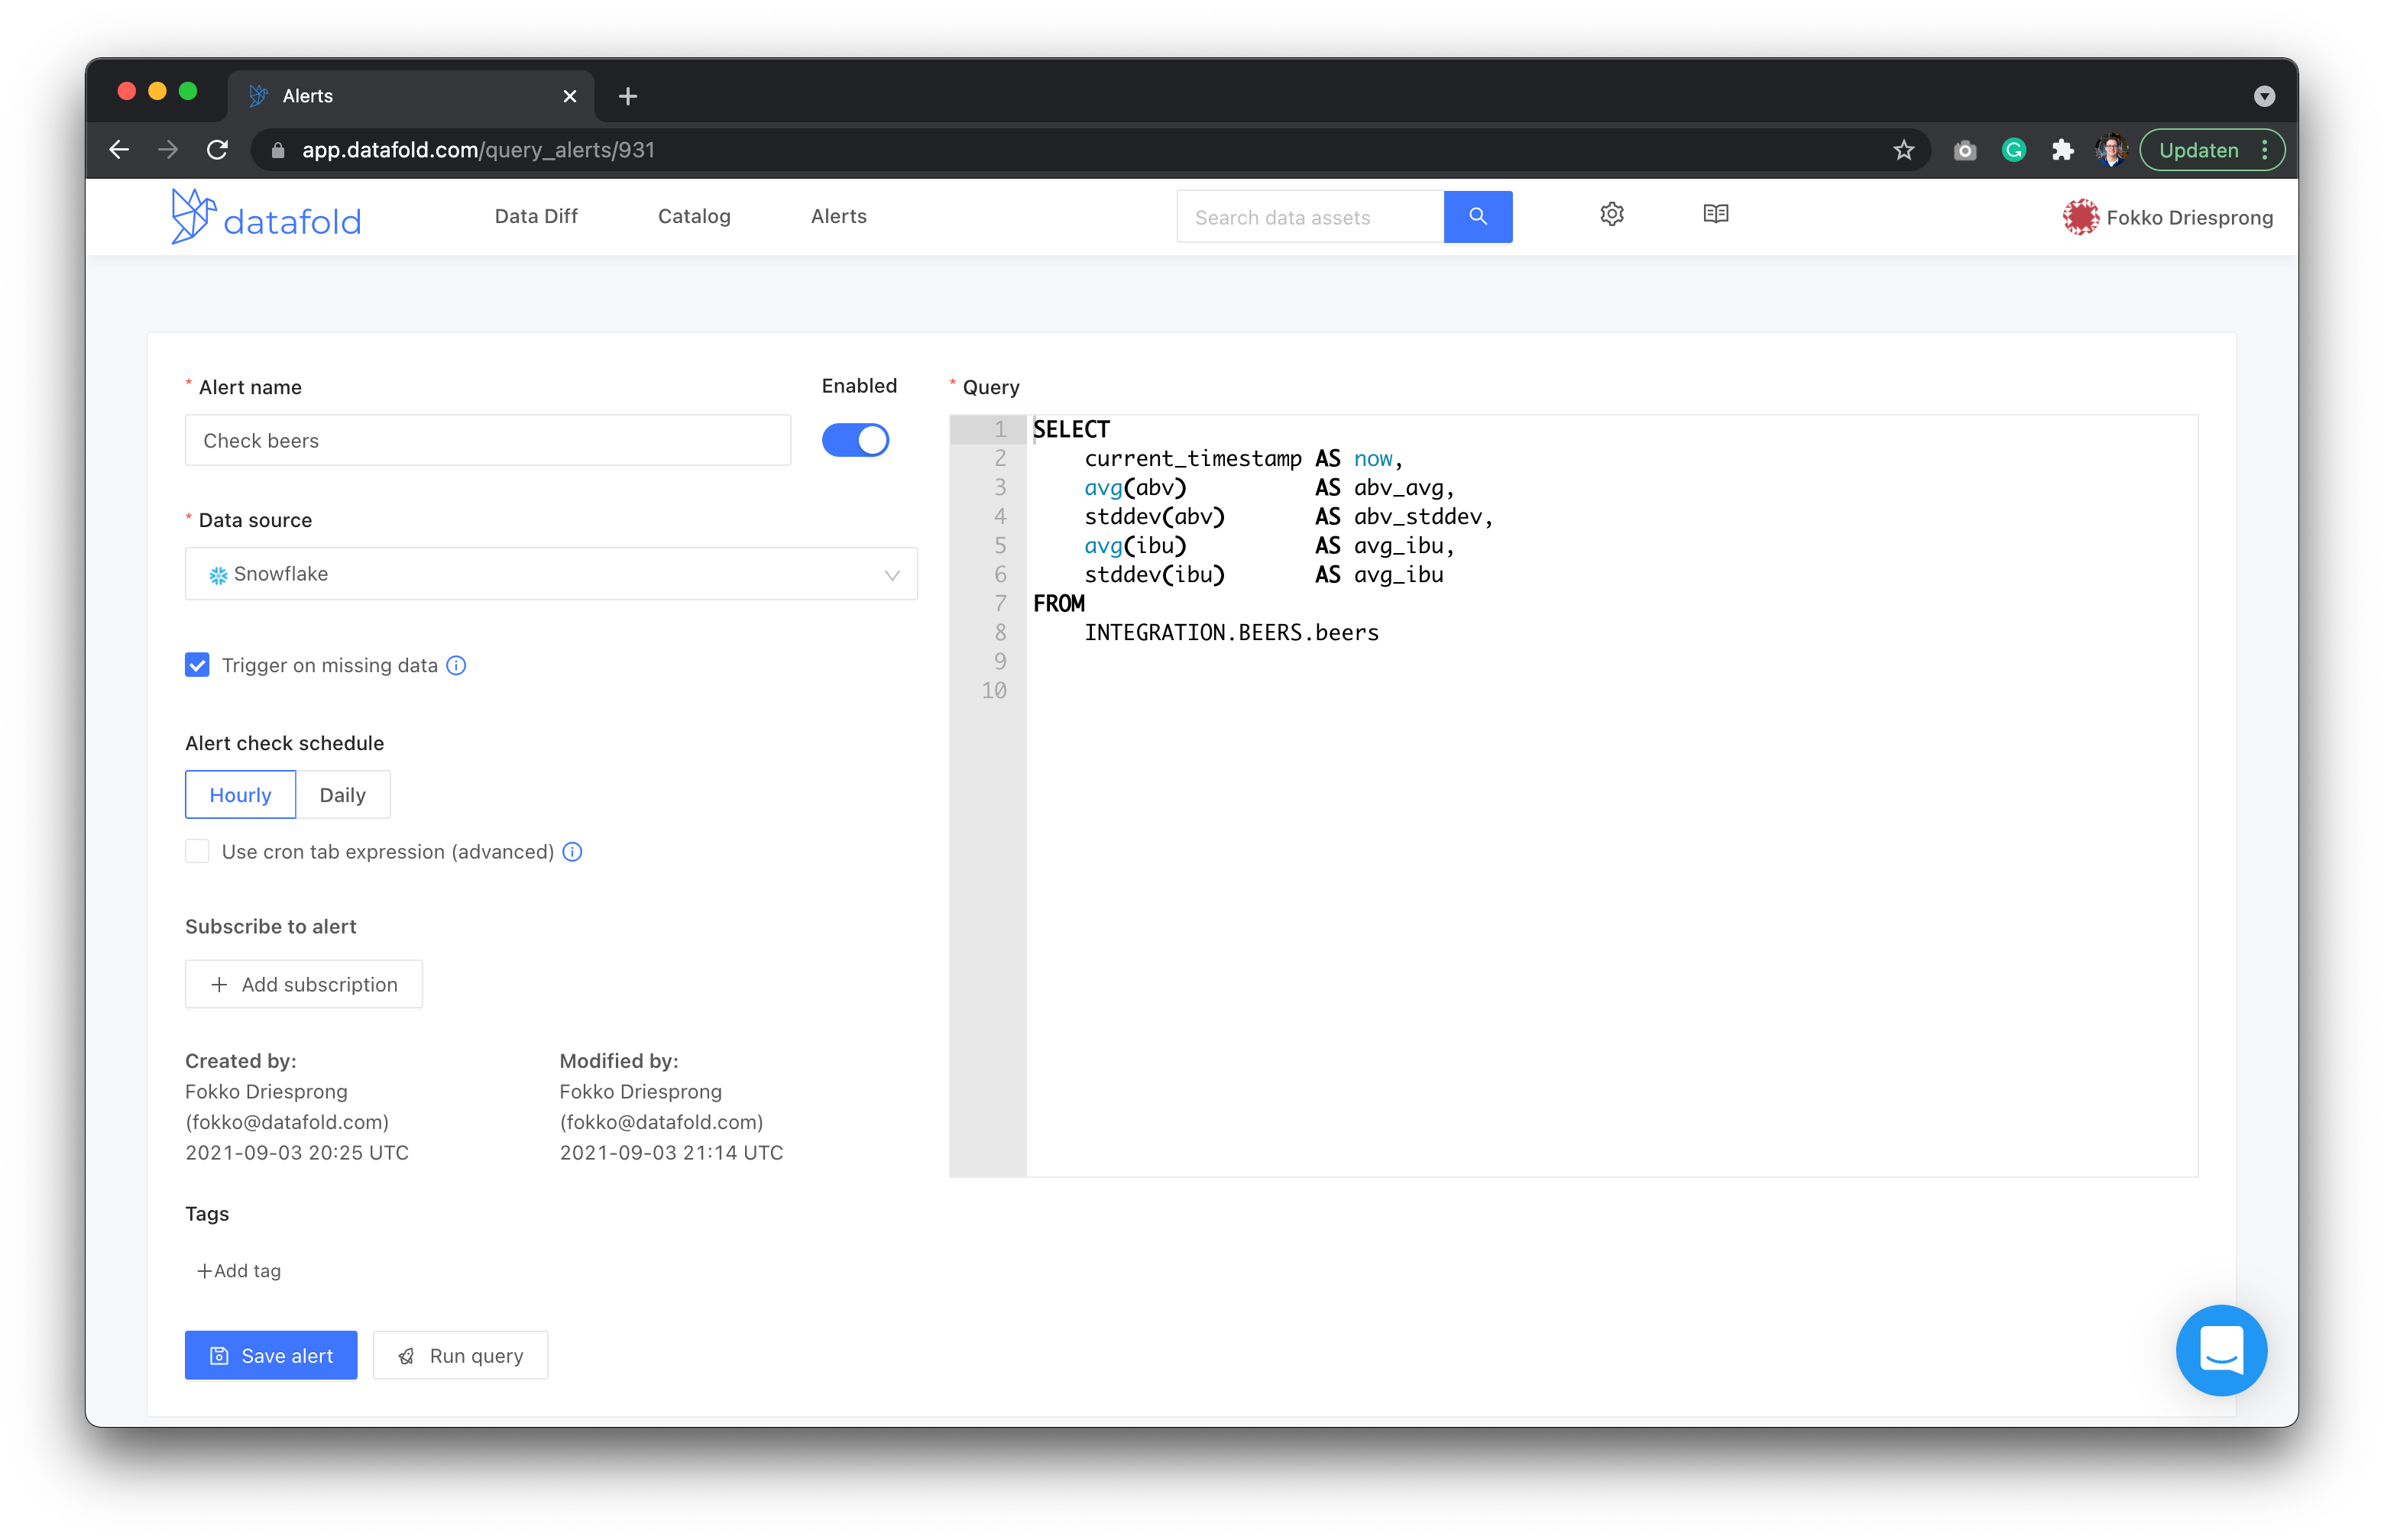 Alerts
app.datafold.com/query_alerts/931
Updaten
datafold
Data Diff
Catalog
Alerts
Search data assets
Fokko Driesprong
* Alert name
Enabled
Check beers
* Data source
Snowflake
Trigger on missing data
Alert check schedule
Hourly
Daily
Use cron tab expression (advanced)
Subscribe to alert
+ Add subscription
Created by:
Fokko Driesprong
(fokko@datafold.com)
2021-09-03 20:25 UTC
Modified by:
Fokko Driesprong
(fokko@datafold.com)
2021-09-03 21:14 UTC
Tags
+Add tag
Save alert
Run query
* Query
1 SELECT
2     current_timestamp AS now,
3     avg(abv)          AS abv_avg,
4     stddev(abv)       AS abv_stddev,
5     avg(ibu)          AS avg_ibu,
6     stddev(ibu)       AS avg_ibu
7 FROM
8     INTEGRATION.BEERS.beers
9
10